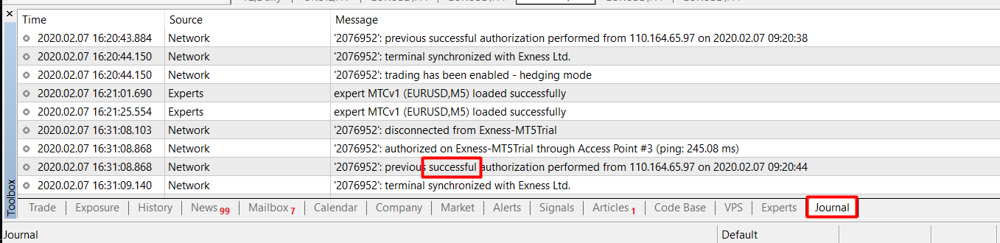 Time Source Message
2020.02.07 16:20:43.884 Network '2076952': previous successful authorization performed from 110.164.65.97 on 2020.02.07 09:20:38
2020.02.07 16:20:44.150 Network '2076952': terminal synchronized with Exness Ltd.
2020.02.07 16:20:44.150 Network '2076952': trading has been enabled - hedging mode
2020.02.07 16:21:01.690 Experts expert MTCv1 (EURUSD,M5) loaded successfully
2020.02.07 16:21:25.554 Experts expert MTCv1 (EURUSD,M5) loaded successfully
2020.02.07 16:31:08.103 Network '2076952': disconnected from Exness-MT5Trial
2020.02.07 16:31:08.868 Network '2076952': authorized on Exness-MT5Trial through Access Point #3 (ping: 245.08 ms)
2020.02.07 16:31:08.868 Network '2076952': previous successful authorization performed from 110.164.65.97 on 2020.02.07 09:20:44
2020.02.07 16:31:09.140 Network '2076952': terminal synchronized with Exness Ltd.
Toolbox
Trade Exposure History News 99 Mailbox 7 Calendar Company Market Alerts Signals Articles 1 Code Base VPS Experts Journal
Journal Default